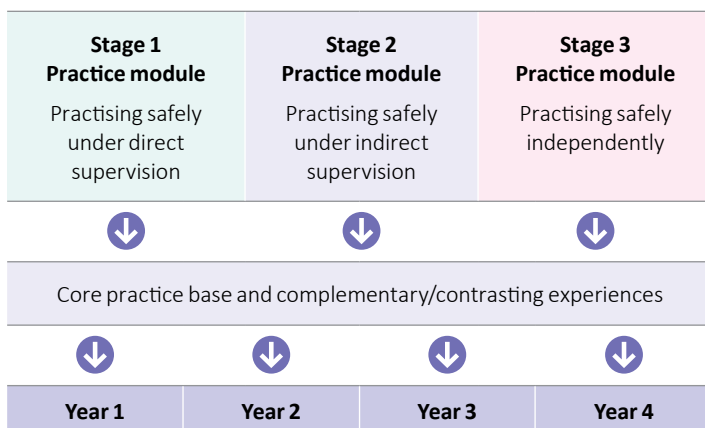 Stage 1
Practice module
Practising safely
under direct
supervision
Stage 2
Practice module
Practising safely
under indirect
supervision
Stage 3
Practice module
Practising safely
independently
Core practice base and complementary/contrasting experiences
Year 1
Year 2
Year 3
Year 4